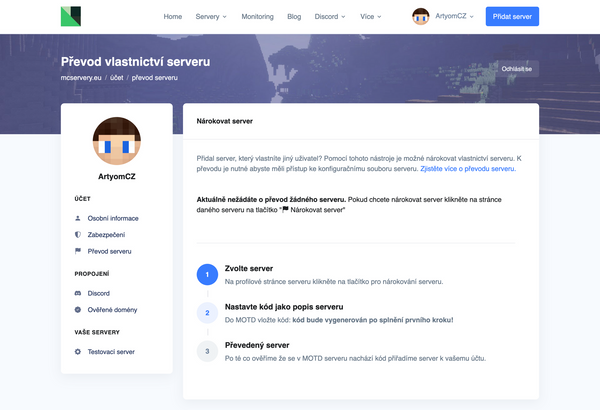 Home Servery Monitoring Blog Discord Více ArtyomCZ Přidat server
Převod vlastnictví serveru
mcservery.eu / účet / převod serveru
Odhlásit se
ArtyomCZ
ÚČET
Osobní informace
Zabezpečení
Převod serveru
PROPOJENÍ
Discord
Ověřené domény
VAŠE SERVERY
Testovací server
Nárokovat server
Přidal server, který vlastníte jiný uživatel? Pomocí tohoto nástroje je možné nárokovat vlastnictví serveru. K
převodu je nutné abyste měli přístup ke konfiguračnímu souboru serveru. Zjistěte více o převodu serveru.
Aktuálně nežádáte o převod žádného serveru. Pokud chcete nárokovat server klikněte na stránce
daného serveru na tlačítko "Nárokovat server"
1 Zvolte server
Na profilové stránce serveru klikněte na tlačítko pro nárokování serveru.
2 Nastavte kód jako popis serveru
Do MOTD vložte kód: kód bude vygenerován po splnění prvního kroku!
3 Převedený server
Po té co ověříme že se v MOTD serveru nachází kód přiřadíme server k vašemu účtu.